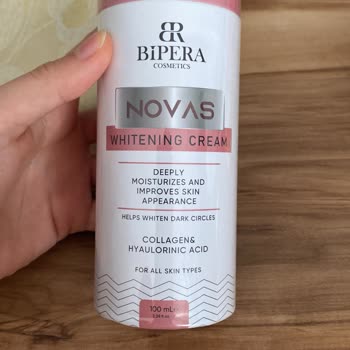 BiPERA
COSMETICS
NOVAS
WHITENING CREAM
DEEPLY
MOISTURIZES AND
IMPROVES SKIN
APPEARANCE
HELPS WHITEN DARK CIRCLES
COLLAGEN&
HYAULORINIC ACID
FOR ALL SKIN TYPES
100 mL